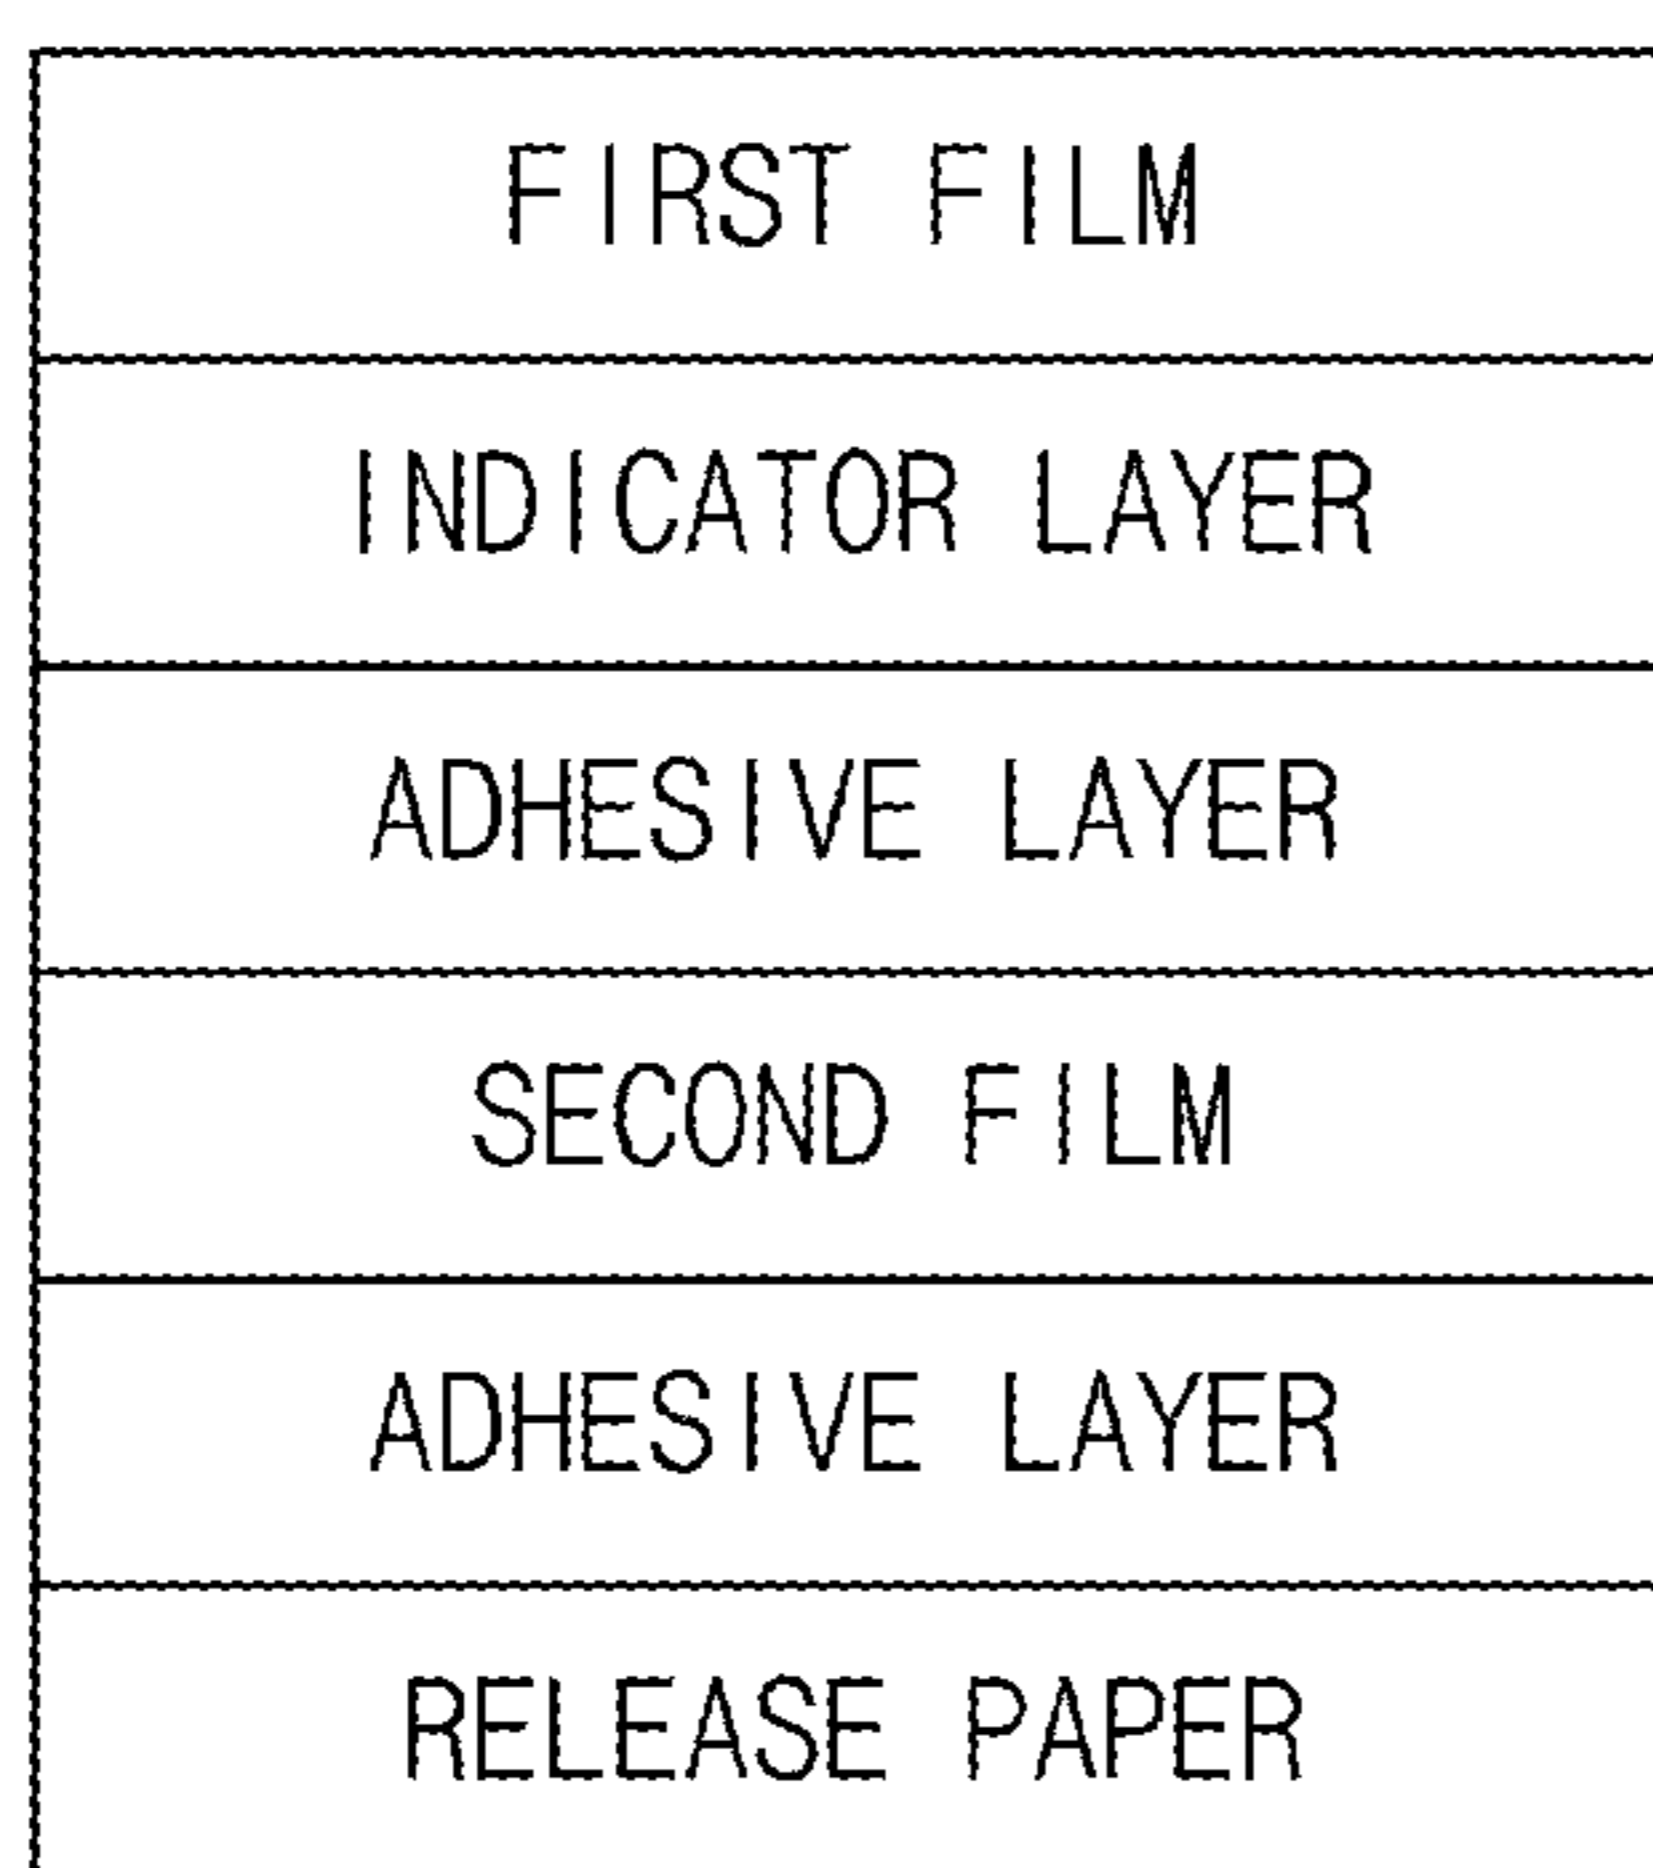 FIRST FILM
INDICATOR LAYER
ADHESIVE LAYER
SECOND FILM
ADHESIVE LAYER
RELEASE PAPER